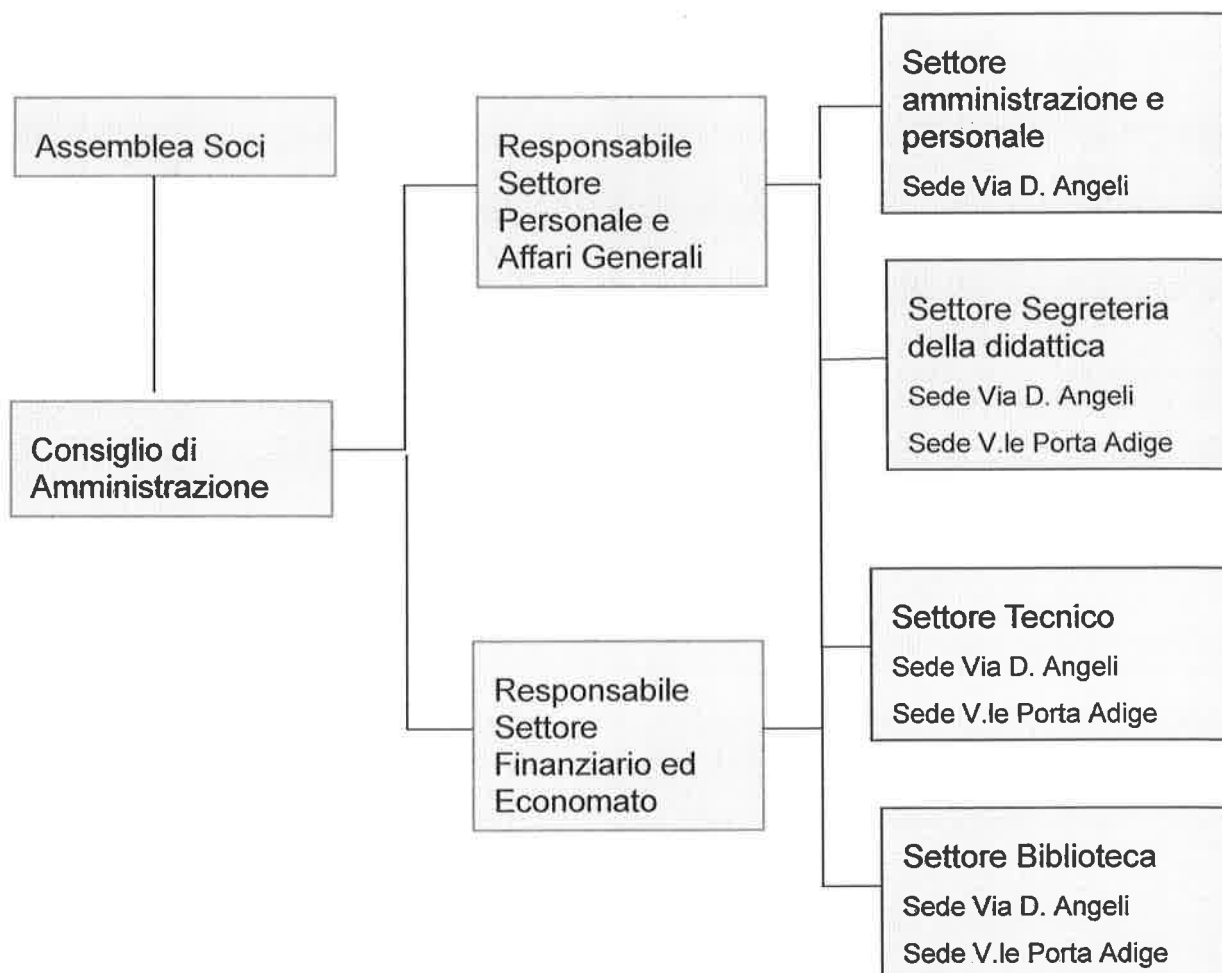 Assemblea Soci
Consiglio di
Amministrazione
Responsabile
Settore
Personale e
Affari Generali
Responsabile
Settore
Finanziario ed
Economato
Settore
amministrazione e
personale
Sede Via D. Angeli
Settore Segreteria
della didattica
Sede Via D. Angeli
Sede V.le Porta Adige
Settore Tecnico
Sede Via D. Angeli
Sede V.le Porta Adige
Settore Biblioteca
Sede Via D. Angeli
Sede V.le Porta Adige